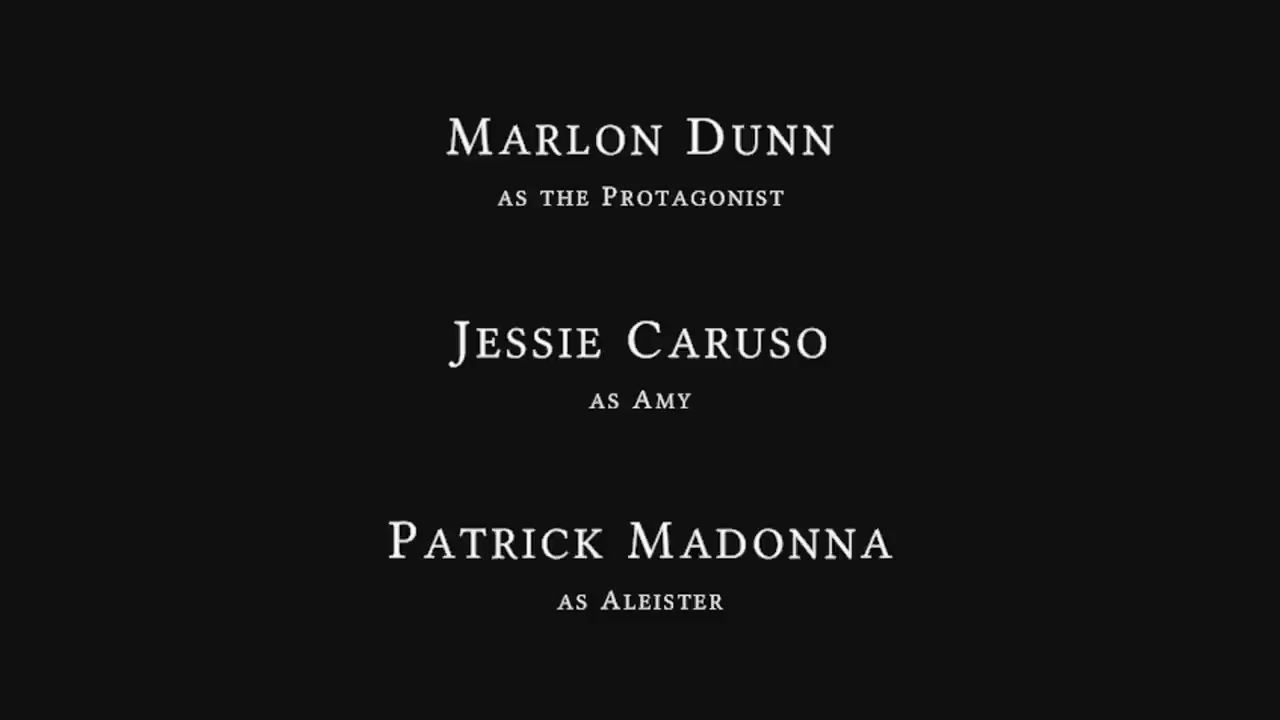 Marlon Dunn
as the Protagonist
Jessie Caruso
as Amy
Patrick Madonna
as Aleister